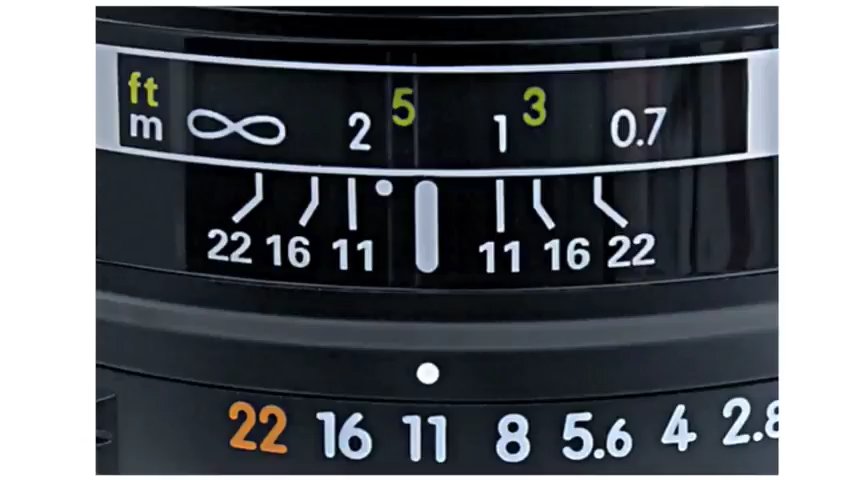 ft 5 3
m ∞ 2 1 0.7
22 16 11 11 16 22
22 16 11 8 5.6 4 2.8